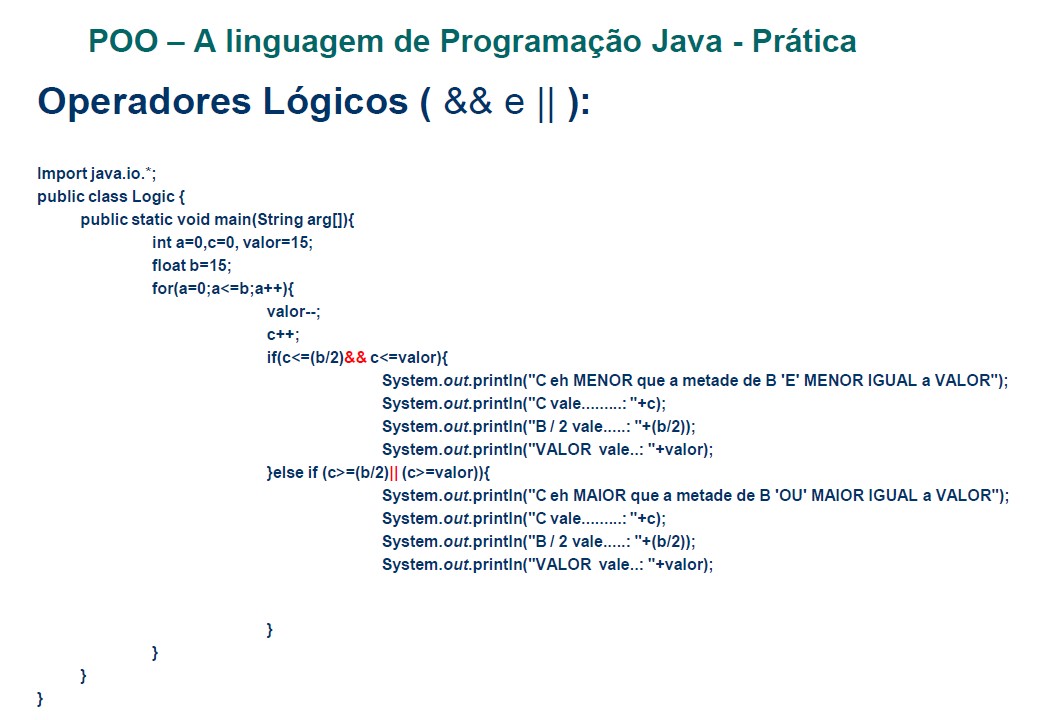 POO – A linguagem de Programação Java - Prática
Operadores Lógicos ( && e || ):
Import java.io.*;
public class Logic {
public static void main(String arg[]){
int a=0,c=0, valor=15;
float b=15;
for(a=0;a<=b;a++){
valor--;
c++;
if(c<=(b/2)&& c<=valor){
System.out.println("C eh MENOR que a metade de B 'E' MENOR IGUAL a VALOR");
System.out.println("C vale.........: "+c);
System.out.println("B / 2 vale.....: "+(b/2));
System.out.println("VALOR  vale..: "+valor);
}else if (c>=(b/2)|| (c>=valor)){
System.out.println("C eh MAIOR que a metade de B 'OU' MAIOR IGUAL a VALOR");
System.out.println("C vale.........: "+c);
System.out.println("B / 2 vale.....: "+(b/2));
System.out.println("VALOR  vale..: "+valor);
}
}
}
}